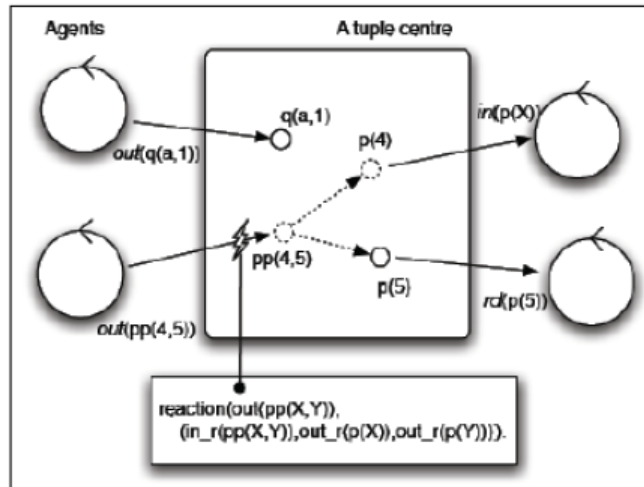 Agents
A tuple centre
q(a,1)
in(p(X))
p(4)
out(q(a,1))
pp(4,5)
p(5)
rd(p(5))
out(pp(4,5))
reaction(out(pp(X,Y)),
(in_r(pp(X,Y)),out_r(p(X)),out_r(p(Y)))).